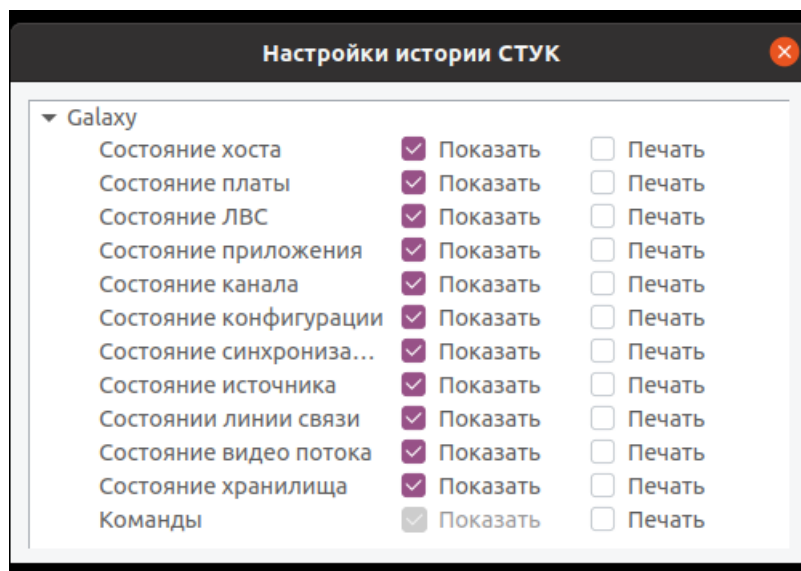 Настройки истории СТУК
Galaxy
Состояние хоста Показать Печать
Состояние платы Показать Печать
Состояние ЛВС Показать Печать
Состояние приложения Показать Печать
Состояние канала Показать Печать
Состояние конфигурации Показать Печать
Состояние синхрониза... Показать Печать
Состояние источника Показать Печать
Состоянии линии связи Показать Печать
Состояние видео потока Показать Печать
Состояние хранилища Показать Печать
Команды Показать Печать